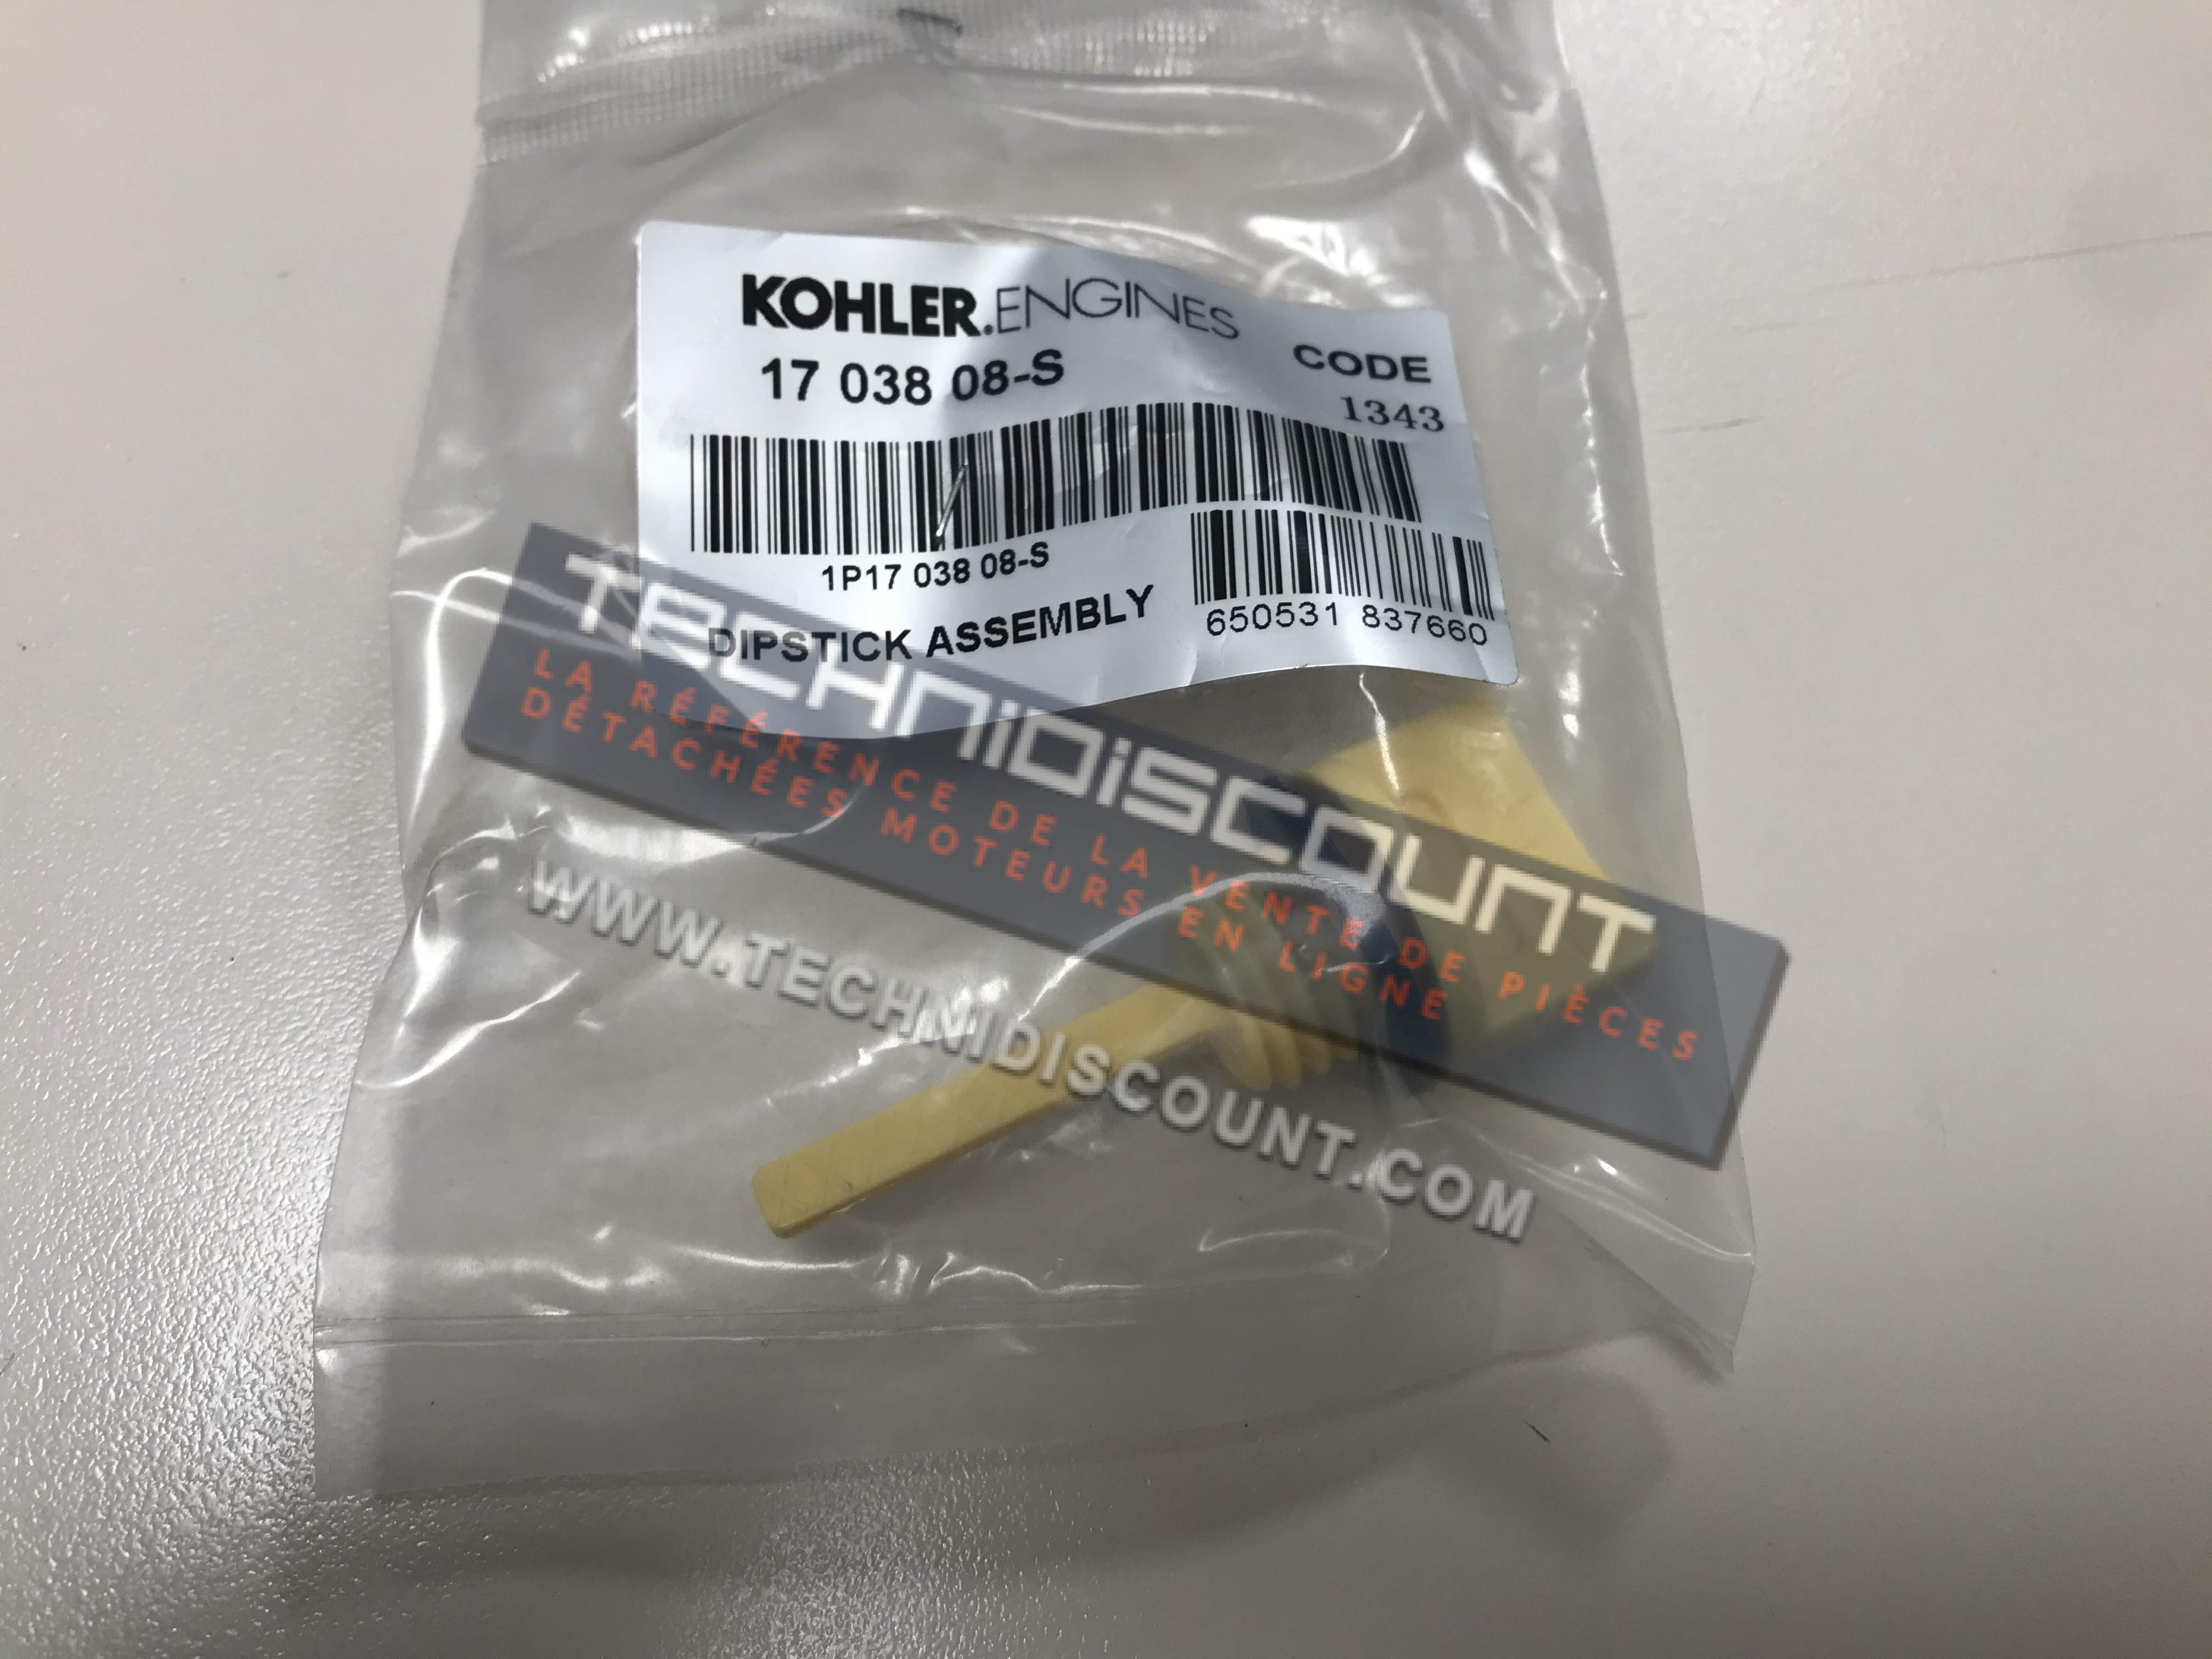 KOHLER.ENGINES
17 038 08-S
CODE
1343
1P17 038 08-S
DIPSTICK ASSEMBLY
650531 837660
TECHNIDISCOUNT
LA RÉFÉRENCE DE LA VENTE DE PIÈCES
DÉTACHÉES MOTEURS EN LIGNE
WWW.TECHNIDISCOUNT.COM